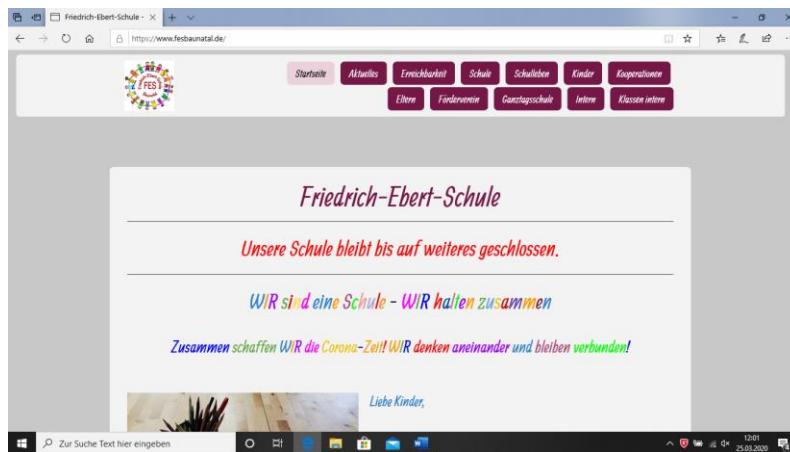 Friedrich-Ebert-Schule -
https://www.fesbaunatal.de/
FES
Startseite Aktuelles Erreichbarkeit Schule Schulleben Kinder Kooperationen
Eltern Förderverein Ganztagsschule Intern Klassen intern
Friedrich-Ebert-Schule
Unsere Schule bleibt bis auf weiteres geschlossen.
WIR sind eine Schule - WIR halten zusammen
Zusammen schaffen WIR die Corona-Zeit! WIR denken aneinander und bleiben verbunden!
Liebe Kinder,
Zur Suche Text hier eingeben
12:01
25.03.2020